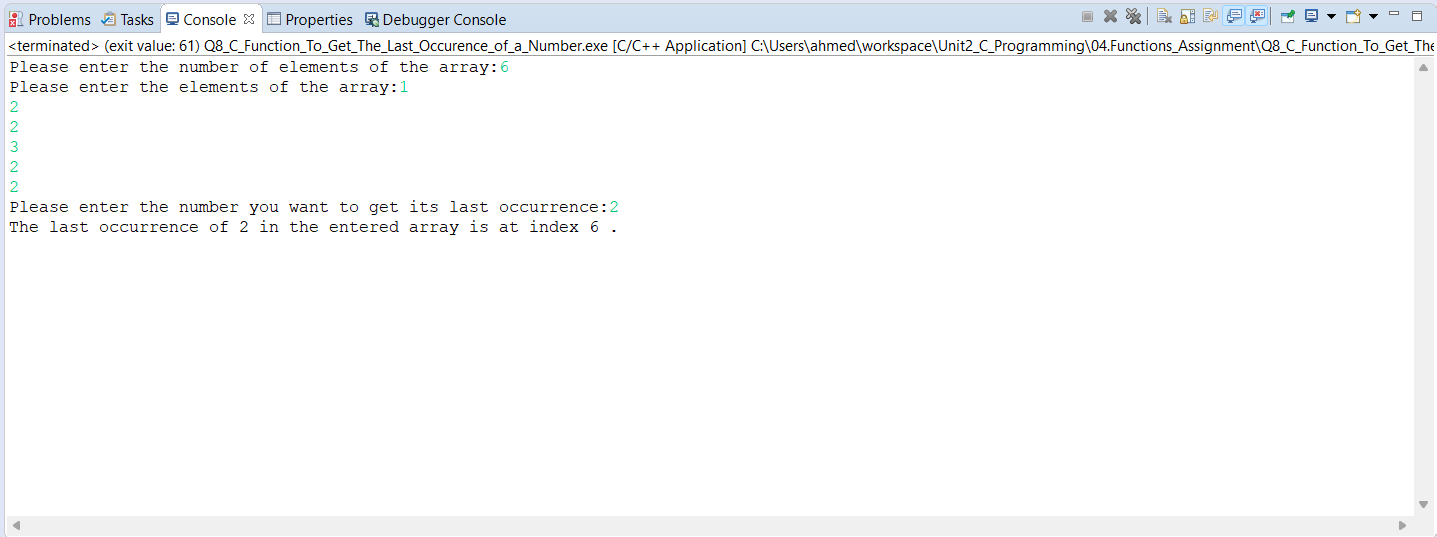 Problems Tasks Console Properties Debugger Console
<terminated> (exit value: 61) Q8_C_Function_To_Get_The_Last_Occurence_of_a_Number.exe [C/C++ Application] C:\Users\ahmed\workspace\Unit2_C_Programming\04.Functions_Assignment\Q8_C_Function_To_Get_The
Please enter the number of elements of the array:6
Please enter the elements of the array:1
2
2
3
2
2
Please enter the number you want to get its last occurrence:2
The last occurrence of 2 in the entered array is at index 6 .